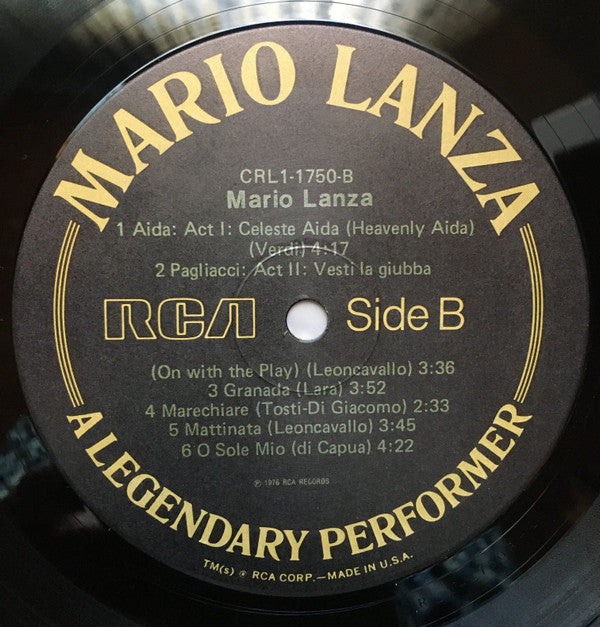 MARIO LANZA
CRL1-1750-B
Mario Lanza
1 Aida: Act I: Celeste Aida (Heavenly Aida)
(Verdi) 4:17
2 Pagliacci: Act II: Vesti la giubba
RCA Side B
(On with the Play) (Leoncavallo) 3:36
3 Granada (Lara) 3:52
4 Marechiare (Tosti-Di Giacomo) 2:33
5 Mattinata (Leoncavallo) 3:45
6 O Sole Mio (di Capua) 4:22
℗ 1976 RCA RECORDS
A LEGENDARY PERFORMER
TM(s) ® RCA CORP.—MADE IN U.S.A.